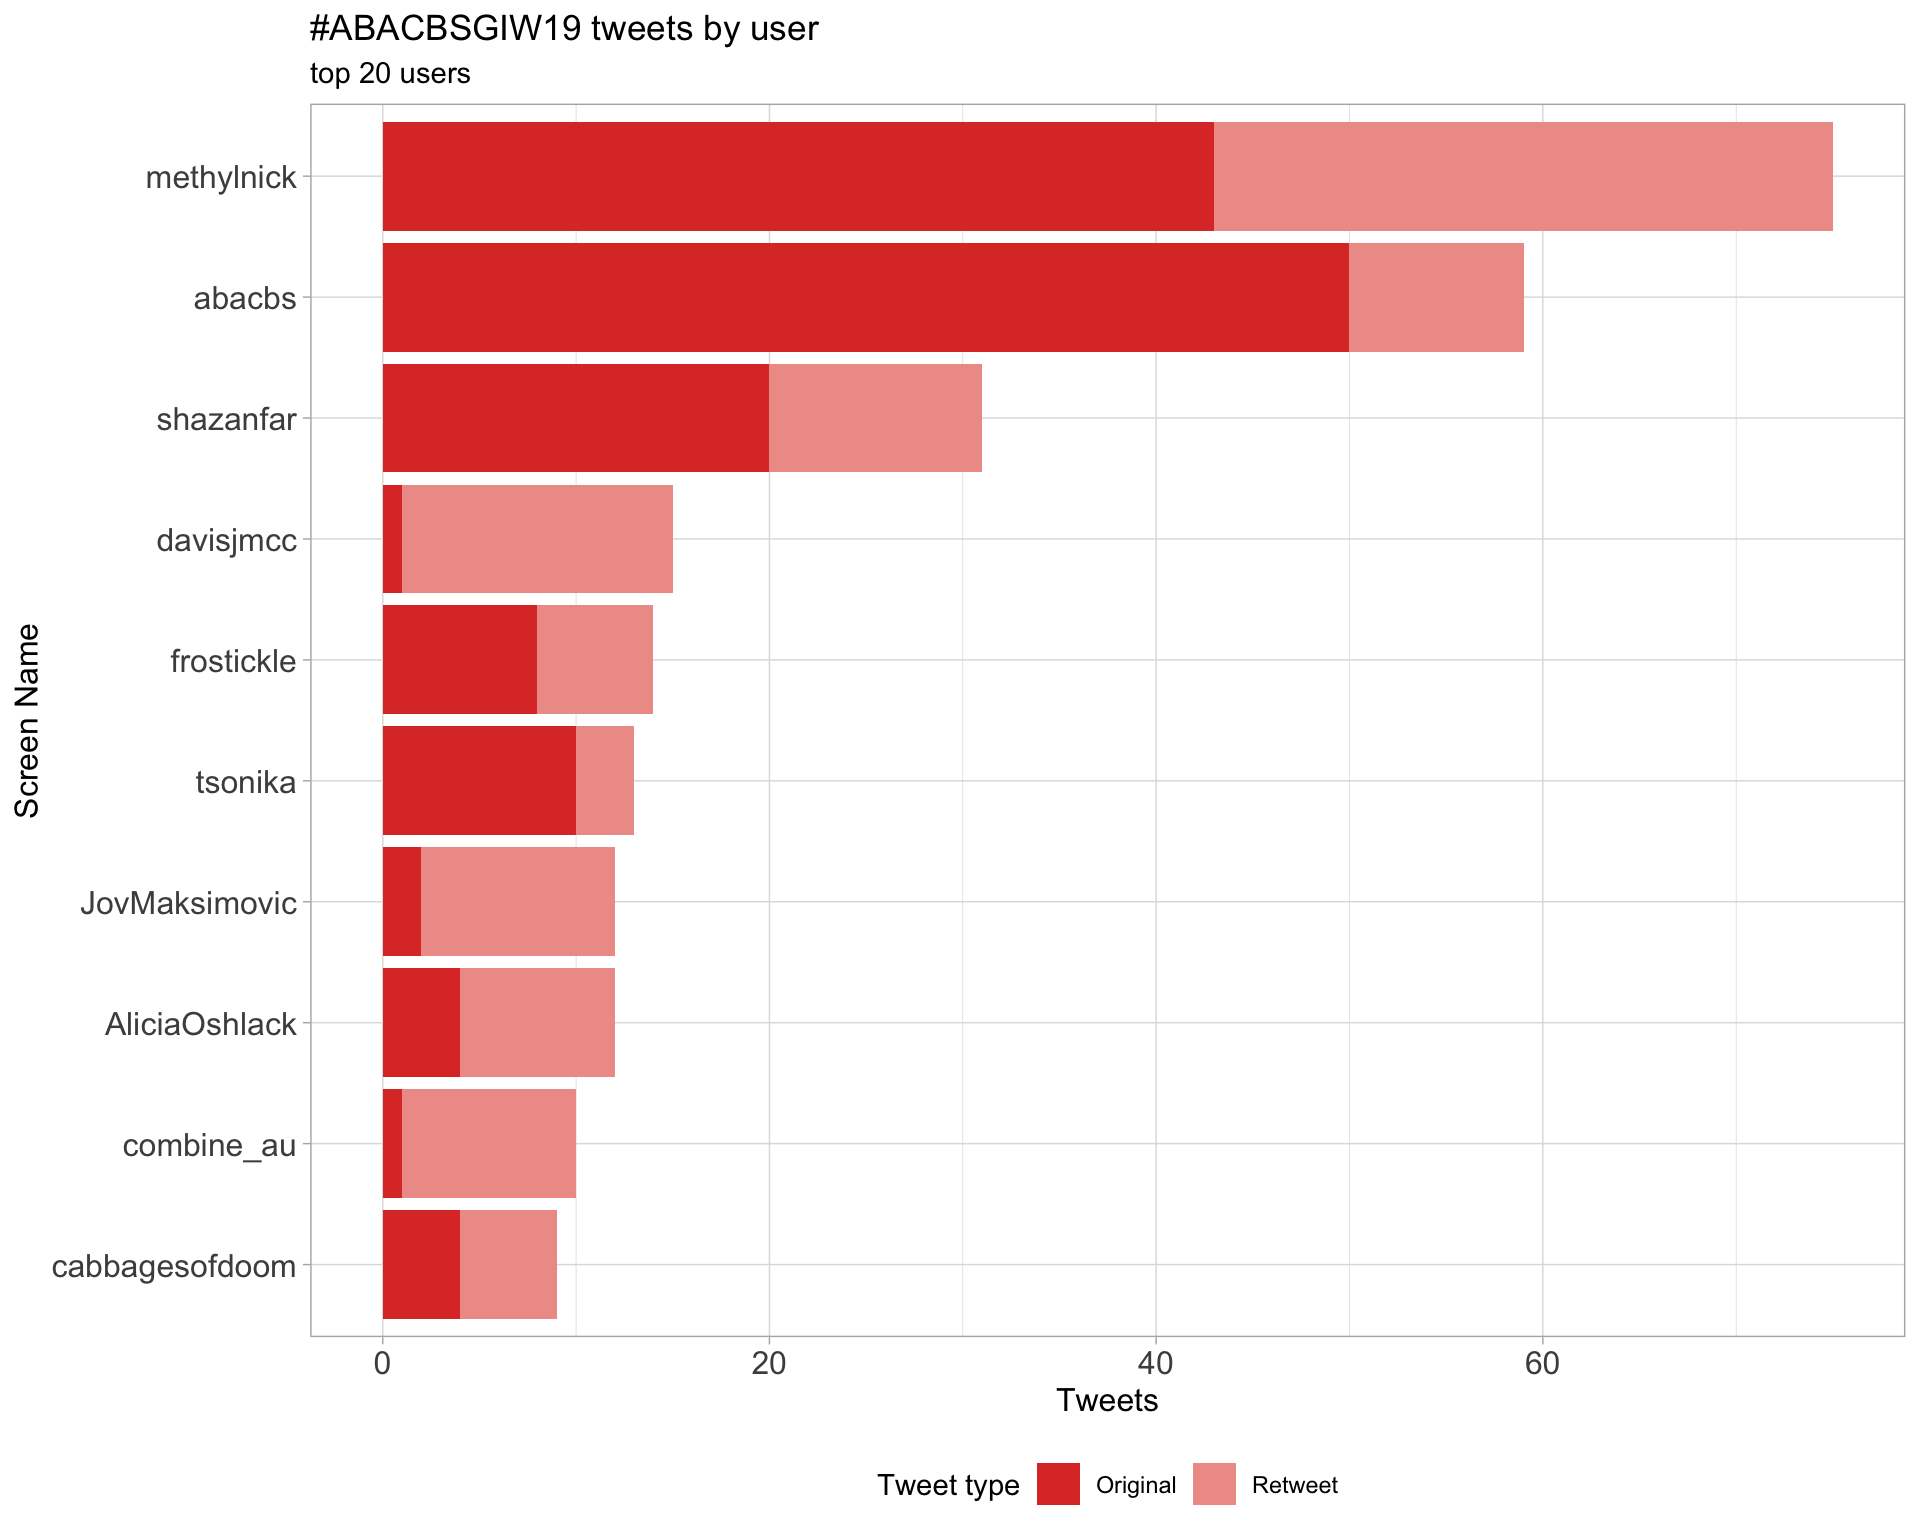 #ABACBSGIW19 tweets by user
top 20 users
Screen Name
methylnick
abacbs
shazanfar
davisjmcc
frostickle
tsonika
JovMaksimovic
AliciaOshlack
combine_au
cabbagesofdoom
0 20 40 60
Tweets
Tweet type Original Retweet